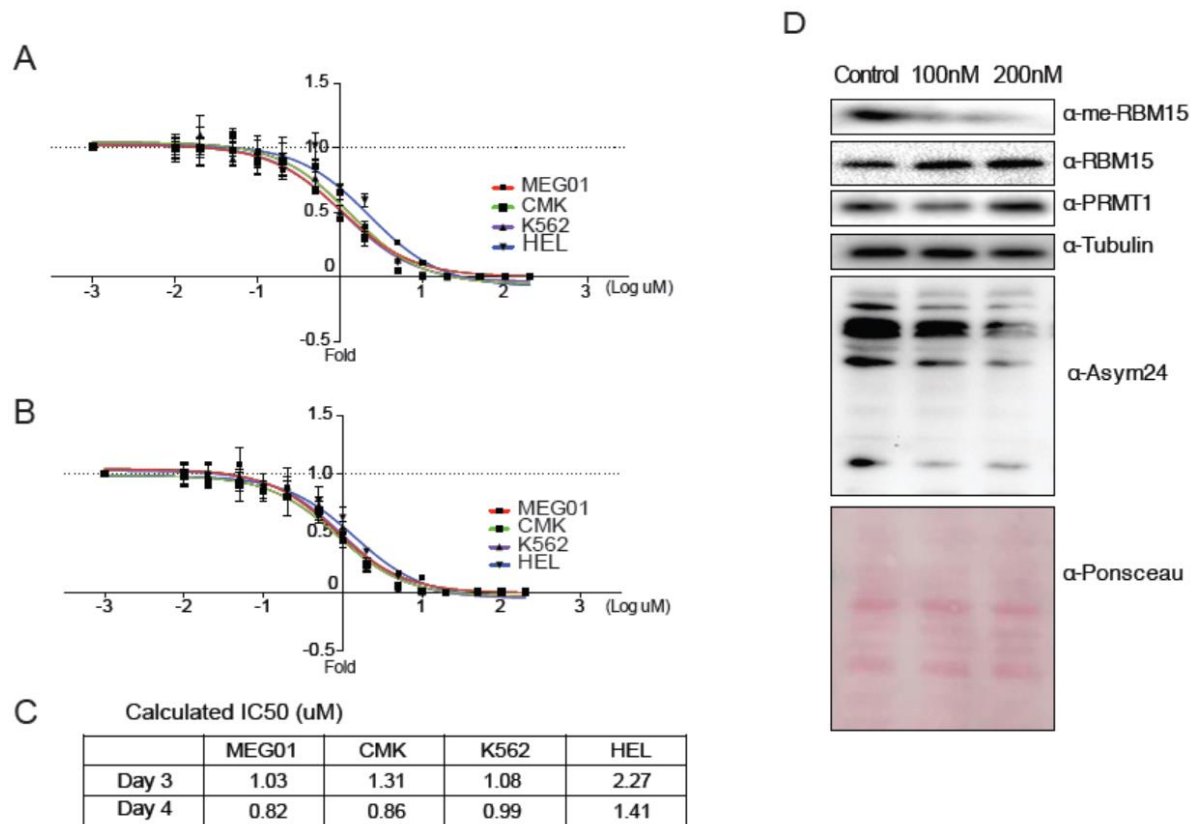 A
1.5
1.0
MEG01
CMK
K562
HEL
0.5
0
-3 -2 -1 1 2 3 (Log uM)
-0.5
Fold
B
1.5
1.0
MEG01
CMK
K562
HEL
0.5
0
-3 -2 -1 1 2 3 (Log uM)
-0.5
Fold
C Calculated IC50 (uM)
MEG01 CMK K562 HEL
Day 3 1.03 1.31 1.08 2.27
Day 4 0.82 0.86 0.99 1.41
D
Control 100nM 200nM
α-me-RBM15
α-RBM15
α-PRMT1
α-Tubulin
α-Asym24
α-Ponsceau